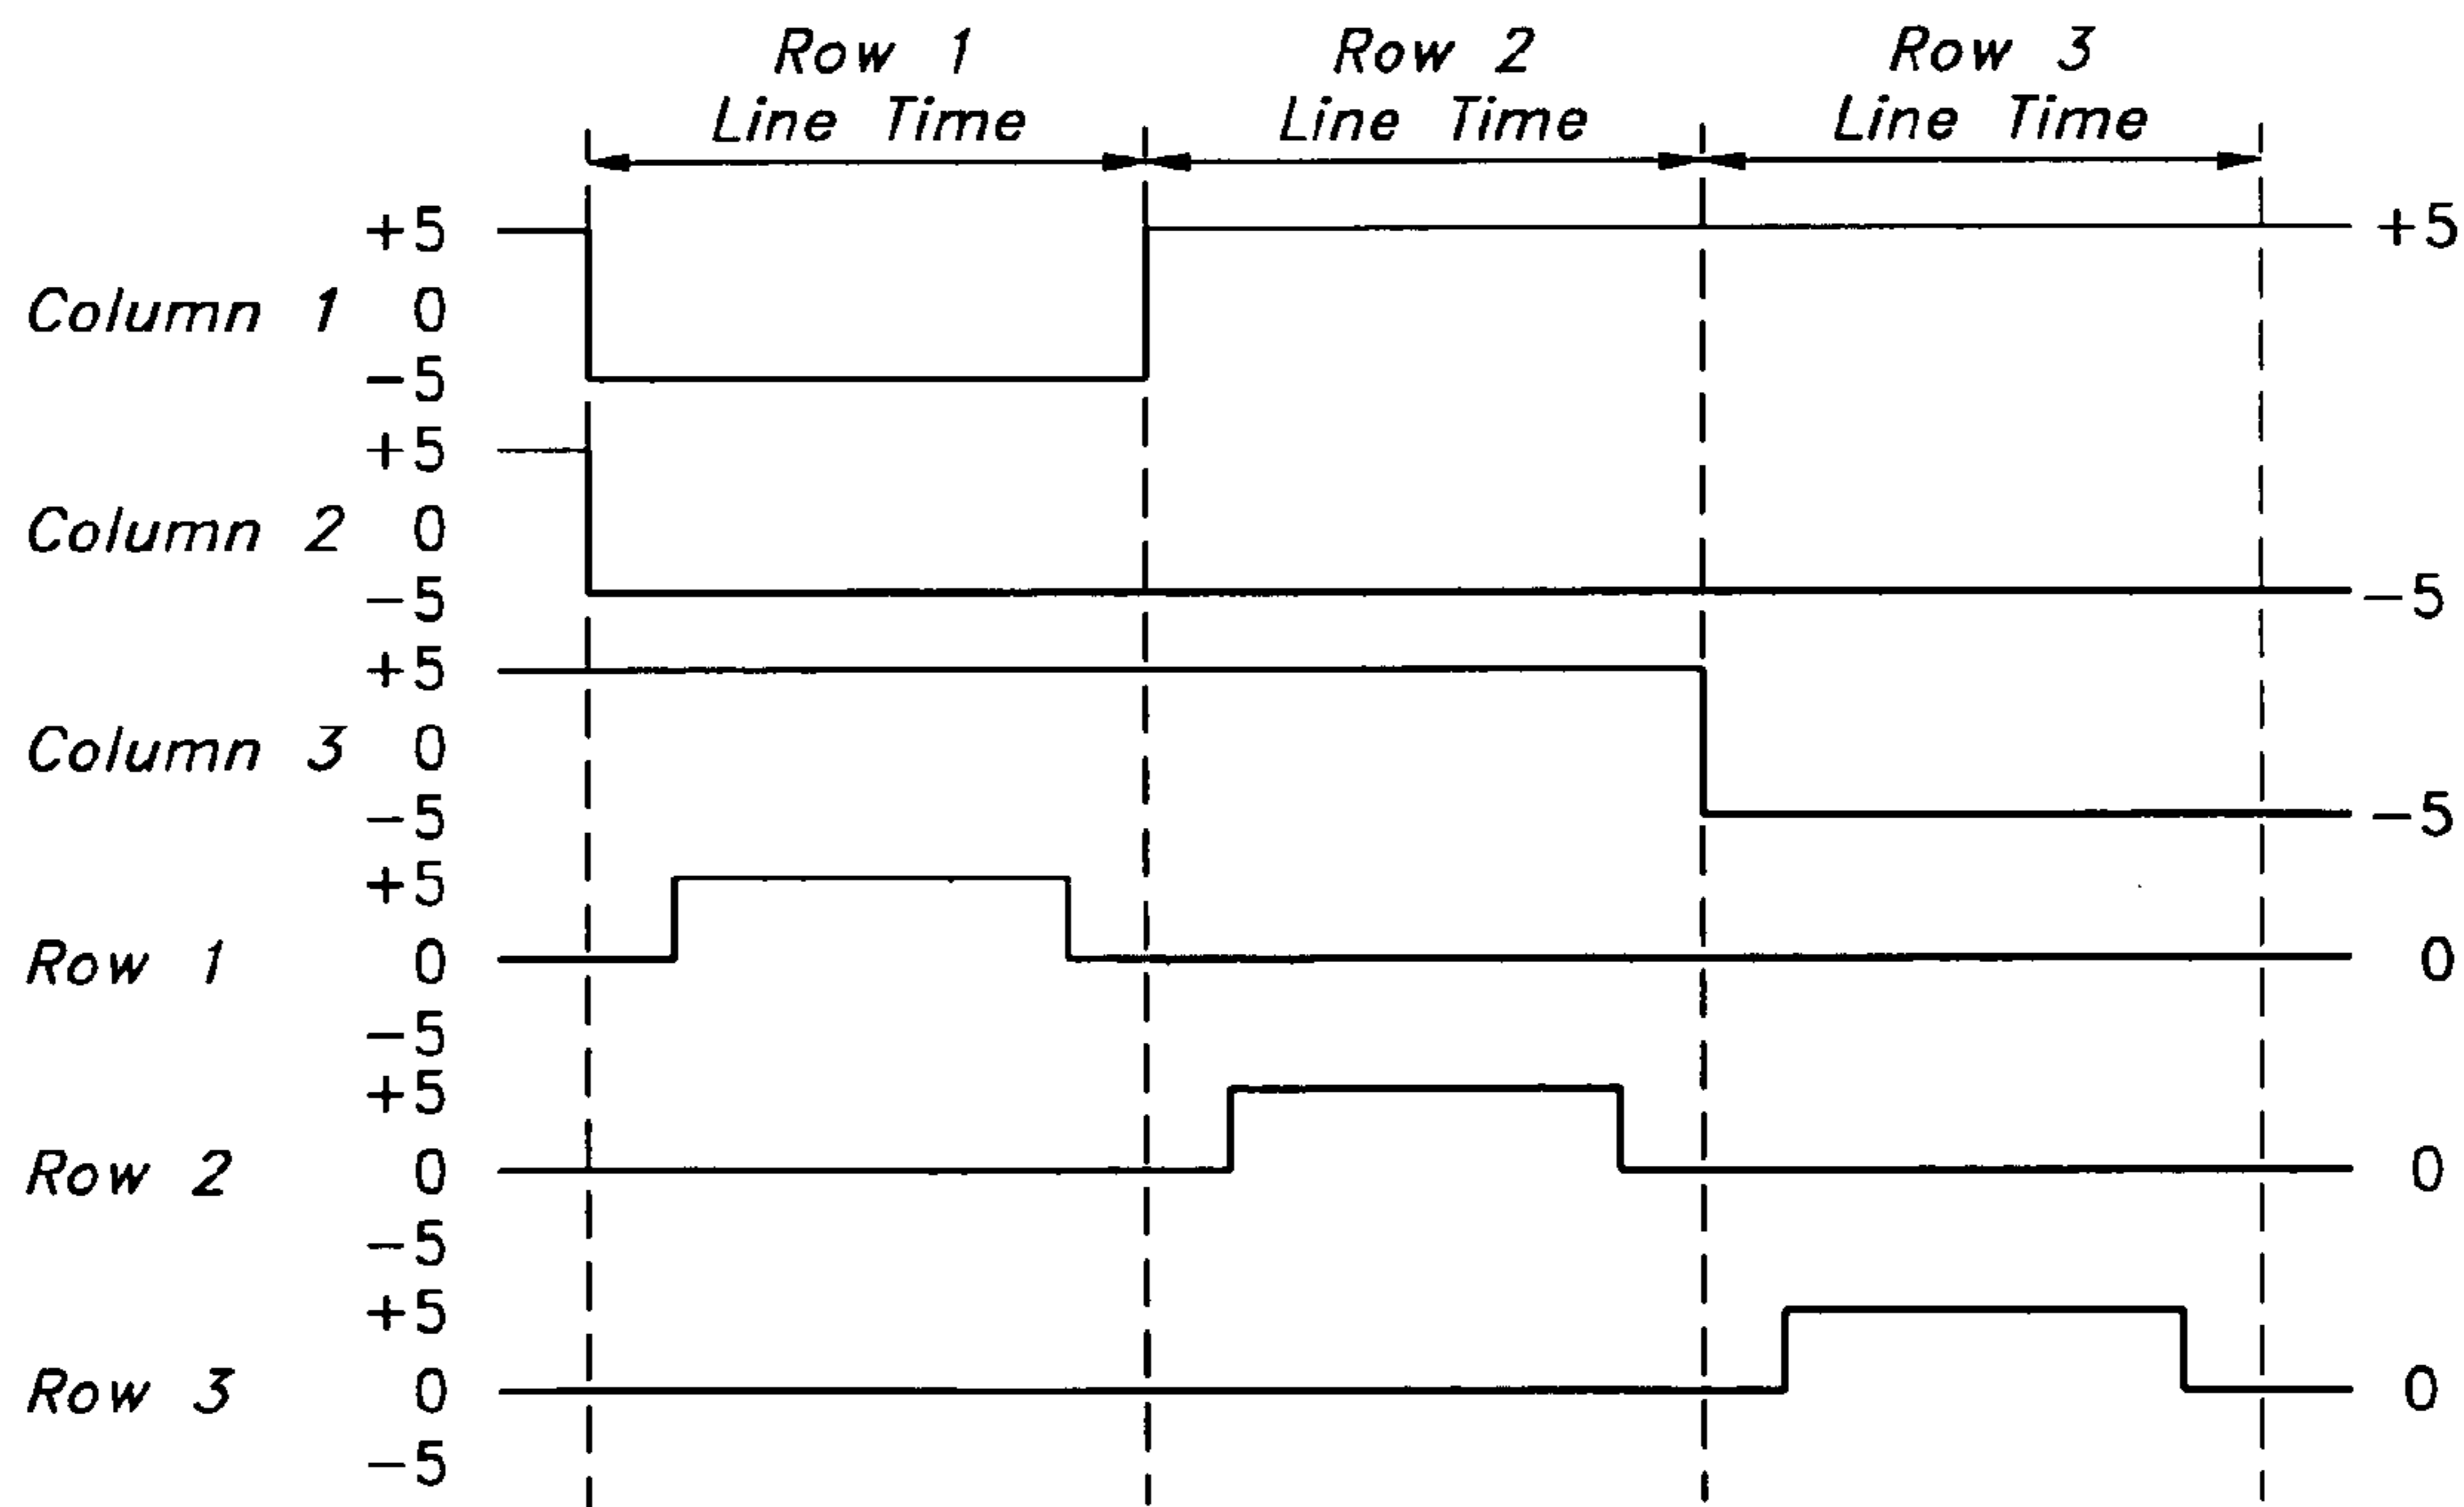 Row 1 Row 2 Row 3
Line Time Line Time Line Time
+5 +5
Column 1 0
-5
+5
Column 2 0
-5 -5
+5
Column 3 0
-5 -5
+5
Row 1 0 0
-5
+5
Row 2 0 0
-5
+5
Row 3 0 0
-5